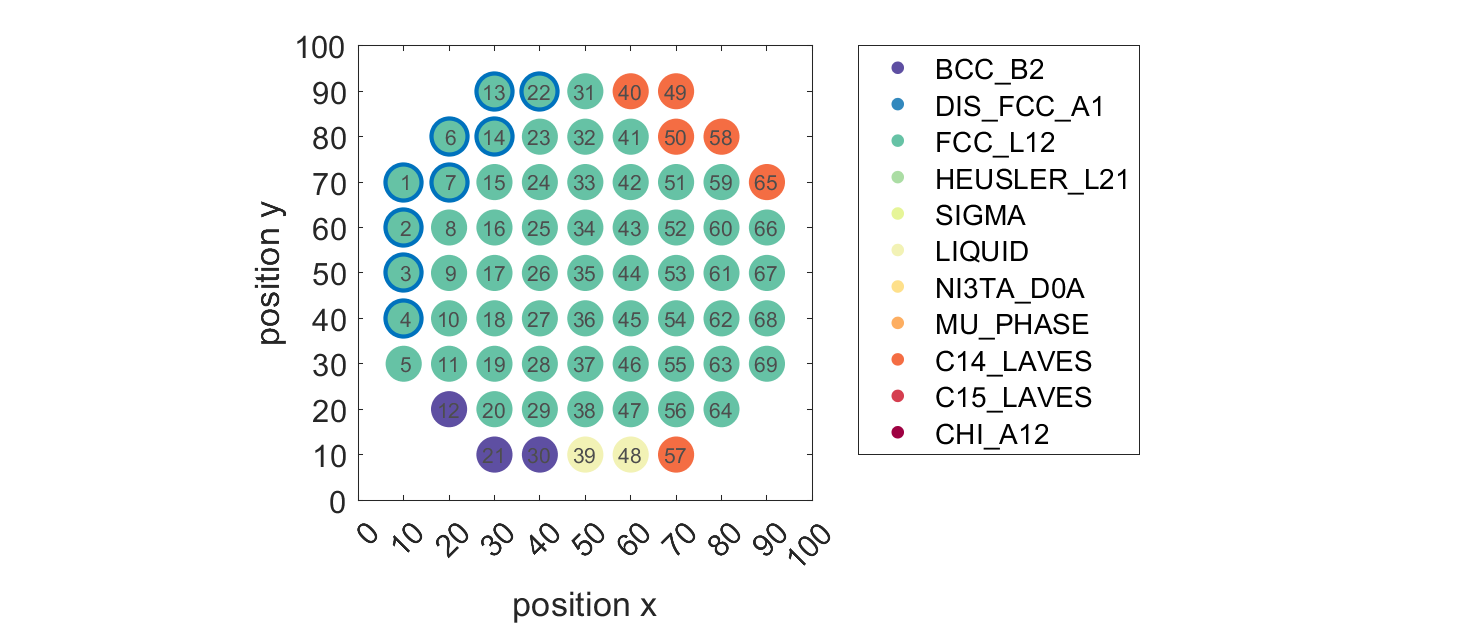 100
90
80
70
60
50
40
30
20
10
0
position y
13 22 31 40 49
6 14 23 32 41 50 58
1 7 15 24 33 42 51 59 65
2 8 16 25 34 43 52 60 66
3 9 17 26 35 44 53 61 67
4 10 18 27 36 45 54 62 68
5 11 19 28 37 46 55 63 69
12 20 29 38 47 56 64
21 30 39 48 57
0 10 20 30 40 50 60 70 80 90 100
position x
BCC_B2
DIS_FCC_A1
FCC_L12
HEUSLER_L21
SIGMA
LIQUID
NI3TA_D0A
MU_PHASE
C14_LAVES
C15_LAVES
CHI_A12